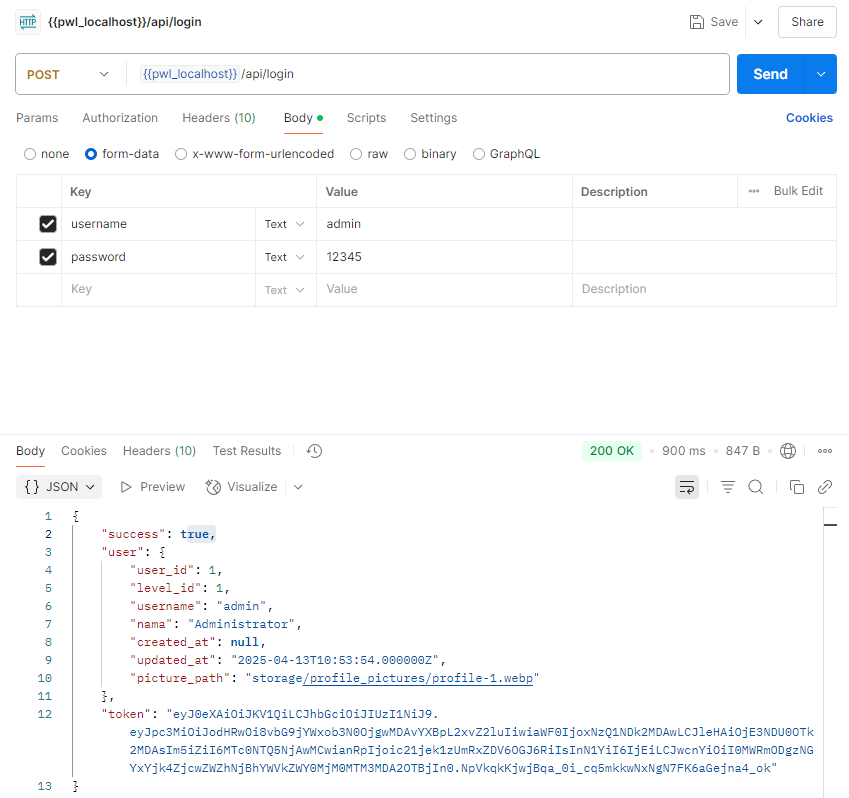 HTTP {{pwl_localhost}}/api/login Save Share
POST {{pwl_localhost}} /api/login Send
Params Authorization Headers (10) Body Scripts Settings Cookies
none form-data x-www-form-urlencoded raw binary GraphQL
Key Value Description ••• Bulk Edit
username Text admin
password Text 12345
Key Text Value Description
Body Cookies Headers (10) Test Results 200 OK • 900 ms • 847 B •
{} JSON Preview Visualize
1 {
2 "success": true,
3 "user": {
4 "user_id": 1,
5 "level_id": 1,
6 "username": "admin",
7 "nama": "Administrator",
8 "created_at": null,
9 "updated_at": "2025-04-13T10:53:54.000000Z",
10 "picture_path": "storage/profile_pictures/profile-1.webp"
11 },
12 "token": "eyJ0eXAiOiJKV1QiLCJhbGciOiJIUzI1NiJ9.
eyJpc3MiOiJodHRwOi8vbG9jYWxob3N0OjgwMDAvYXBpL2xvZ2luIiwiaWF0IjoxNzQ1NDk2MDAwLCJleHAiOjE3NDU0OTk
2MDAsIm5iZiI6MTc0NTQ5NjAwMCwianRpIjoic21jek1zUmRxZDV6OGJ6RiIsInN1YiI6IjEiLCJwcnYiOiI0MWRmODgzNG
YxYjk4ZjcwZWZhNjBhYWVkZWY0MjM0MTM3MDA2OTBjIn0.NpVkqkKjwjBqa_0i_cq5mkkwNxNgN7FK6aGejna4_ok"
13 }